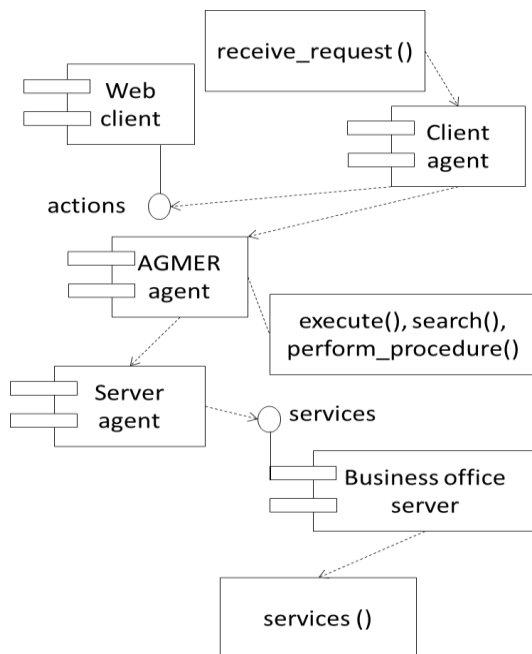 receive_request ()
Web
client
Client
agent
actions
AGMER
agent
execute(), search(),
perform_procedure()
Server
agent
services
Business office
server
services ()